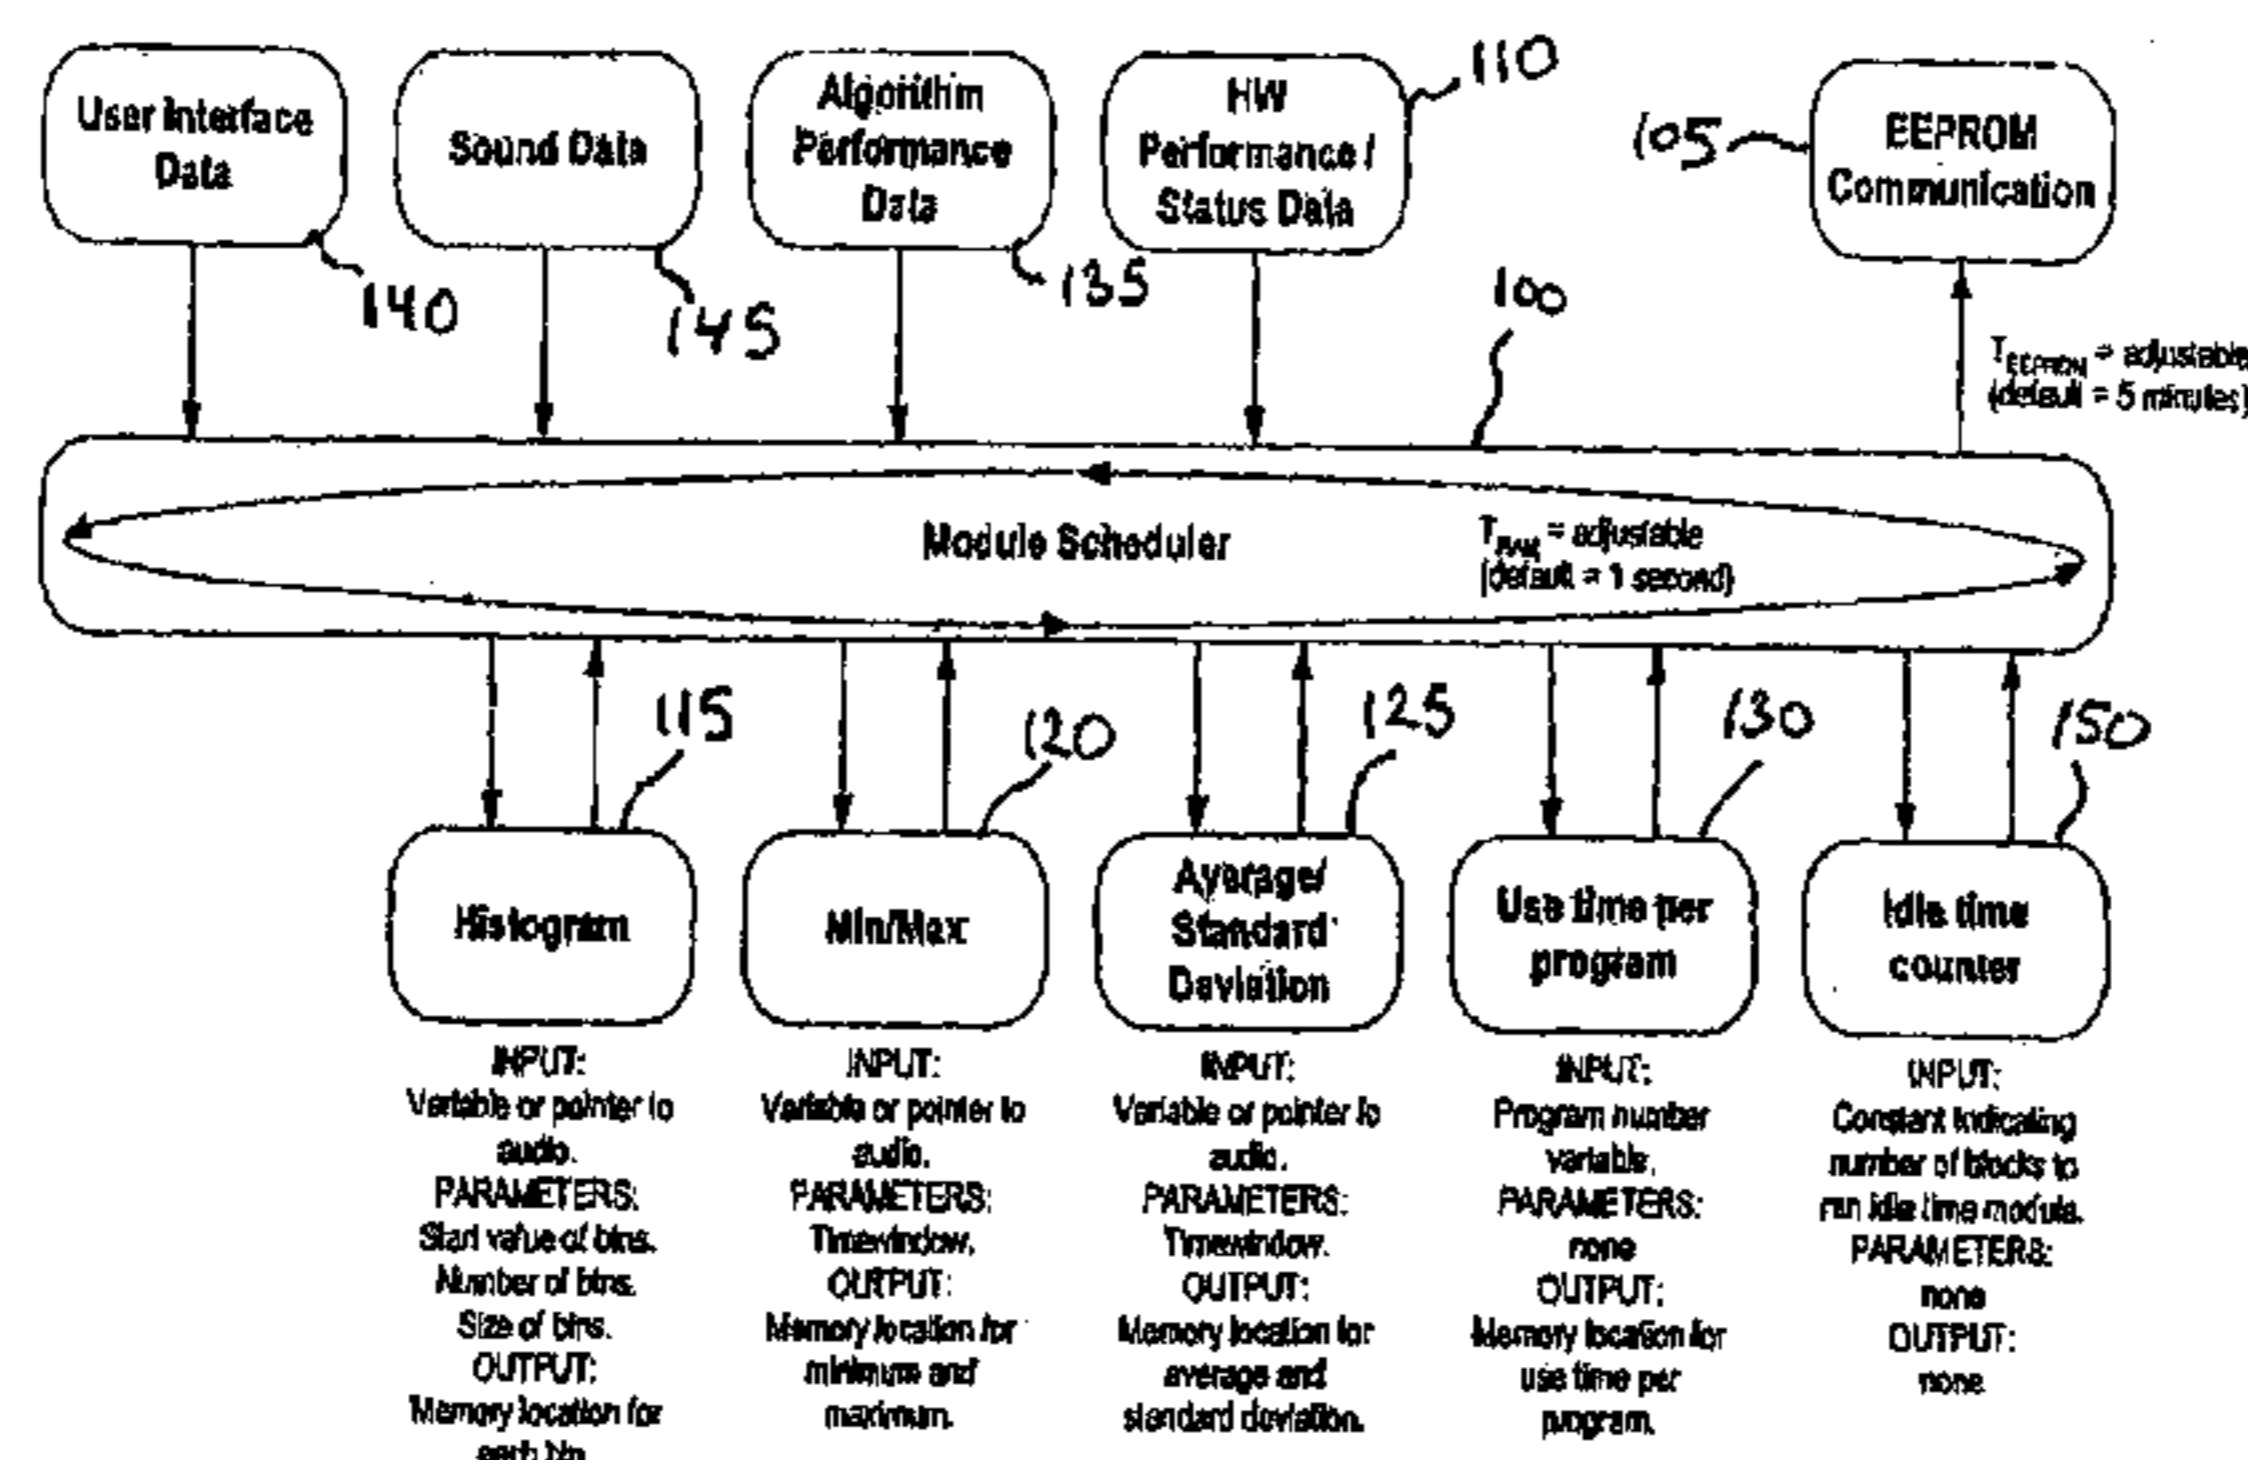 User Interface
Data
Sound Data
Algorithm
Performance
Data
HW
Performance /
Status Data
110
105
EEPROM
Communication
140
145
135
100
T EEPROM = adjustable
(default = 5 minutes)
Module Scheduler
T RAM = adjustable
(default = 1 second)
115
120
125
130
150
Histogram
Min/Max
Average/
Standard
Deviation
Use time per
program
Idle time
counter
INPUT:
Variable or pointer to
audio.
PARAMETERS:
Start value of bins.
Number of bins.
Size of bins.
OUTPUT:
Memory location for
each bin
INPUT:
Variable or pointer to
audio.
PARAMETERS:
Timewindow.
OUTPUT:
Memory location for
minimum and
maximum.
INPUT:
Variable or pointer to
audio.
PARAMETERS:
Timewindow.
OUTPUT:
Memory location for
average and
standard deviation.
INPUT:
Program number
variable.
PARAMETERS:
none
OUTPUT:
Memory location for
use time per
program.
INPUT:
Constant indicating
number of blocks to
run idle time module.
PARAMETERS:
none
OUTPUT:
none